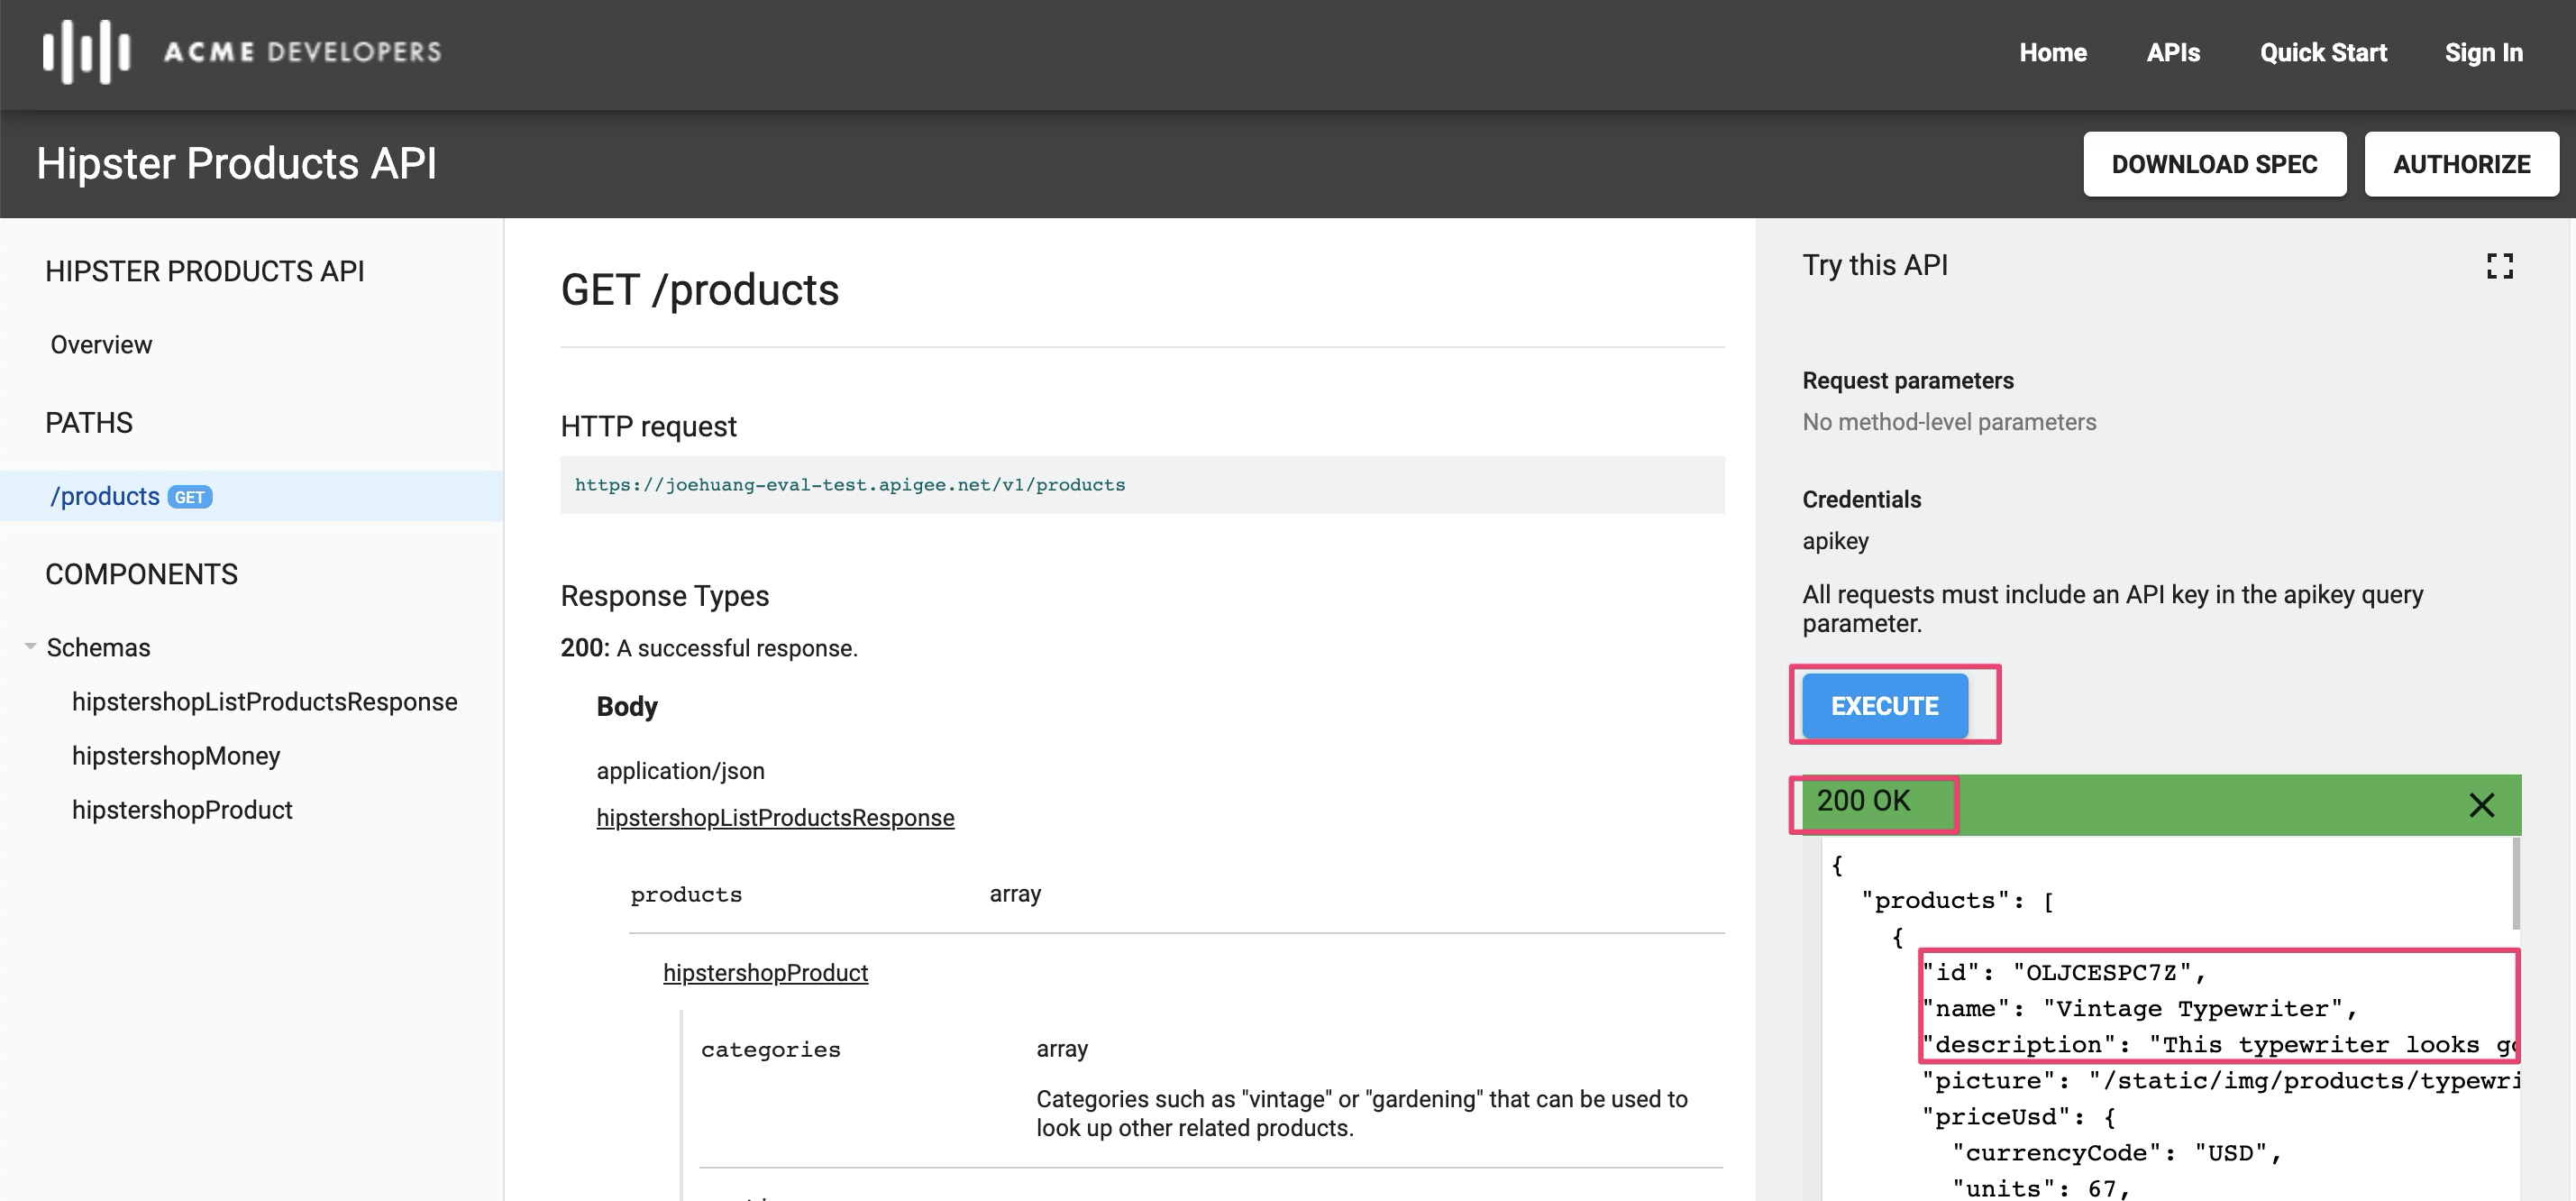 ACME DEVELOPERS
Home APIs Quick Start Sign In
Hipster Products API
DOWNLOAD SPEC AUTHORIZE
HIPSTER PRODUCTS API
Overview
PATHS
/products GET
COMPONENTS
Schemas
hipstershopListProductsResponse
hipstershopMoney
hipstershopProduct
GET /products
HTTP request
https://joehuang-eval-test.apigee.net/v1/products
Response Types
200: A successful response.
Body
application/json
hipstershopListProductsResponse
products array
hipstershopProduct
categories array
Categories such as "vintage" or "gardening" that can be used to
look up other related products.
Try this API
Request parameters
No method-level parameters
Credentials
apikey
All requests must include an API key in the apikey query
parameter.
EXECUTE
200 OK
{
"products": [
{
"id": "OLJCESPC7Z",
"name": "Vintage Typewriter",
"description": "This typewriter looks go
"picture": "/static/img/products/typewri
"priceUsd": {
"currencyCode": "USD",
"units": 67,